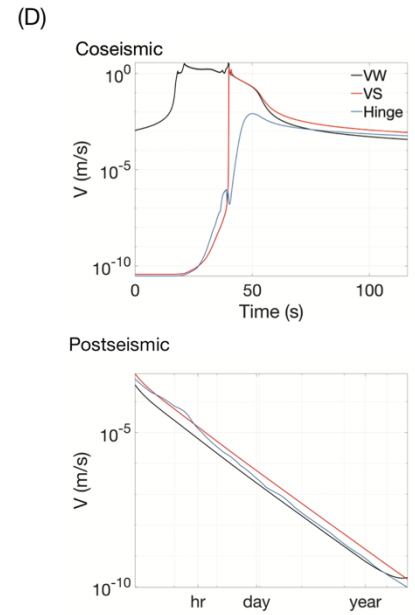 (D)
Coseismic
10^0
10^-5
10^-10
V (m/s)
VW
VS
Hinge
0
50
100
Time (s)
Postseismic
10^-5
10^-10
V (m/s)
hr
day
year